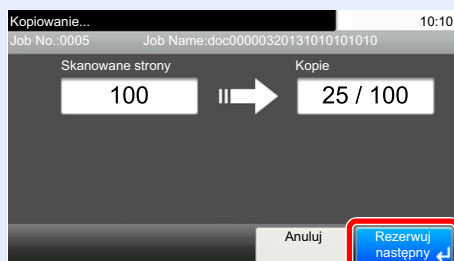 Kopiowanie... 10:10
Job No.:0005 Job Name:doc00000320131010101010
Skanowane strony Kopie
100 25 / 100
Anuluj Rezerwuj
następny